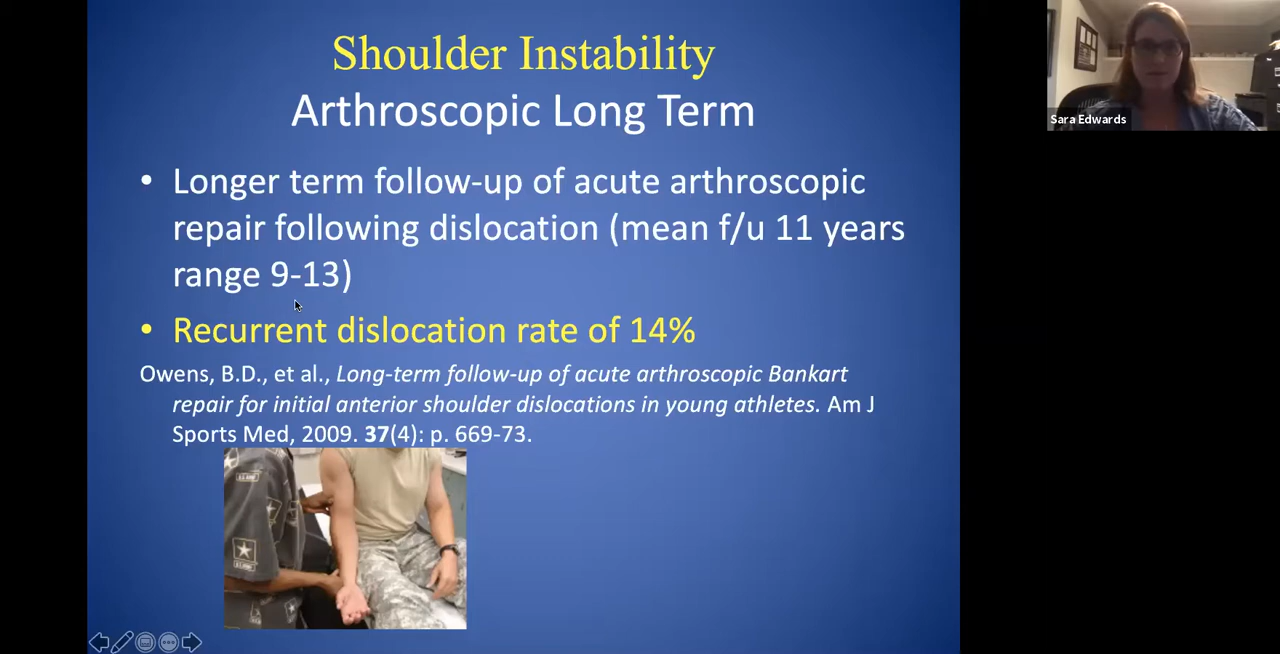 Shoulder Instability
Arthroscopic Long Term
• Longer term follow-up of acute arthroscopic
repair following dislocation (mean f/u 11 years
range 9-13)
• Recurrent dislocation rate of 14%
Owens, B.D., et al., Long-term follow-up of acute arthroscopic Bankart
repair for initial anterior shoulder dislocations in young athletes. Am J
Sports Med, 2009. 37(4): p. 669-73.
Sara Edwards